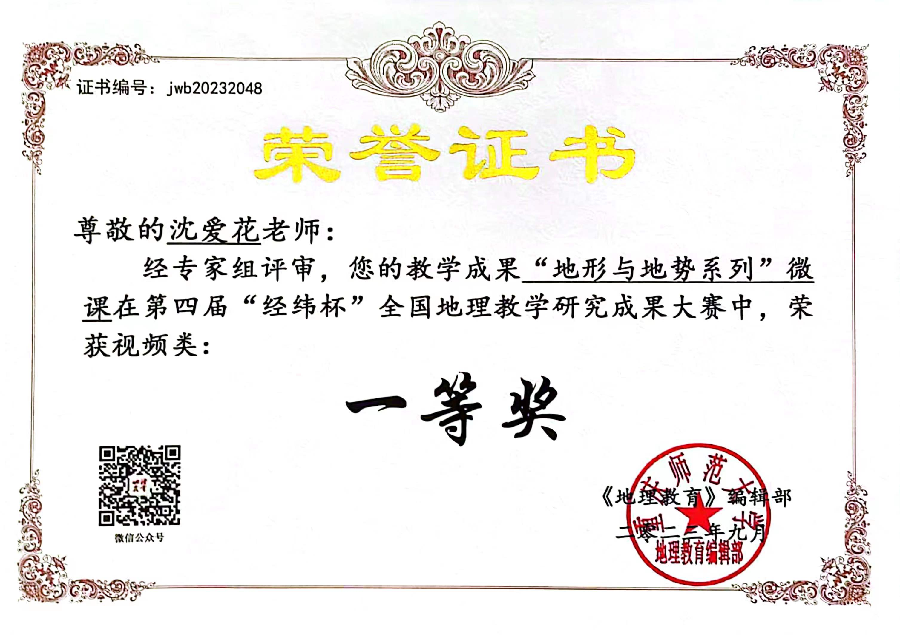 证书编号：jwb20232048
荣誉证书
尊敬的沈爱花老师：
经专家组评审，您的教学成果“地形与地势系列”微
课在第四届“经纬杯”全国地理教学研究成果大赛中，荣
获视频类：
一等奖
微信公众号
《地理教育》编辑部
二零二三年九月
重庆师范大学
地理教育编辑部